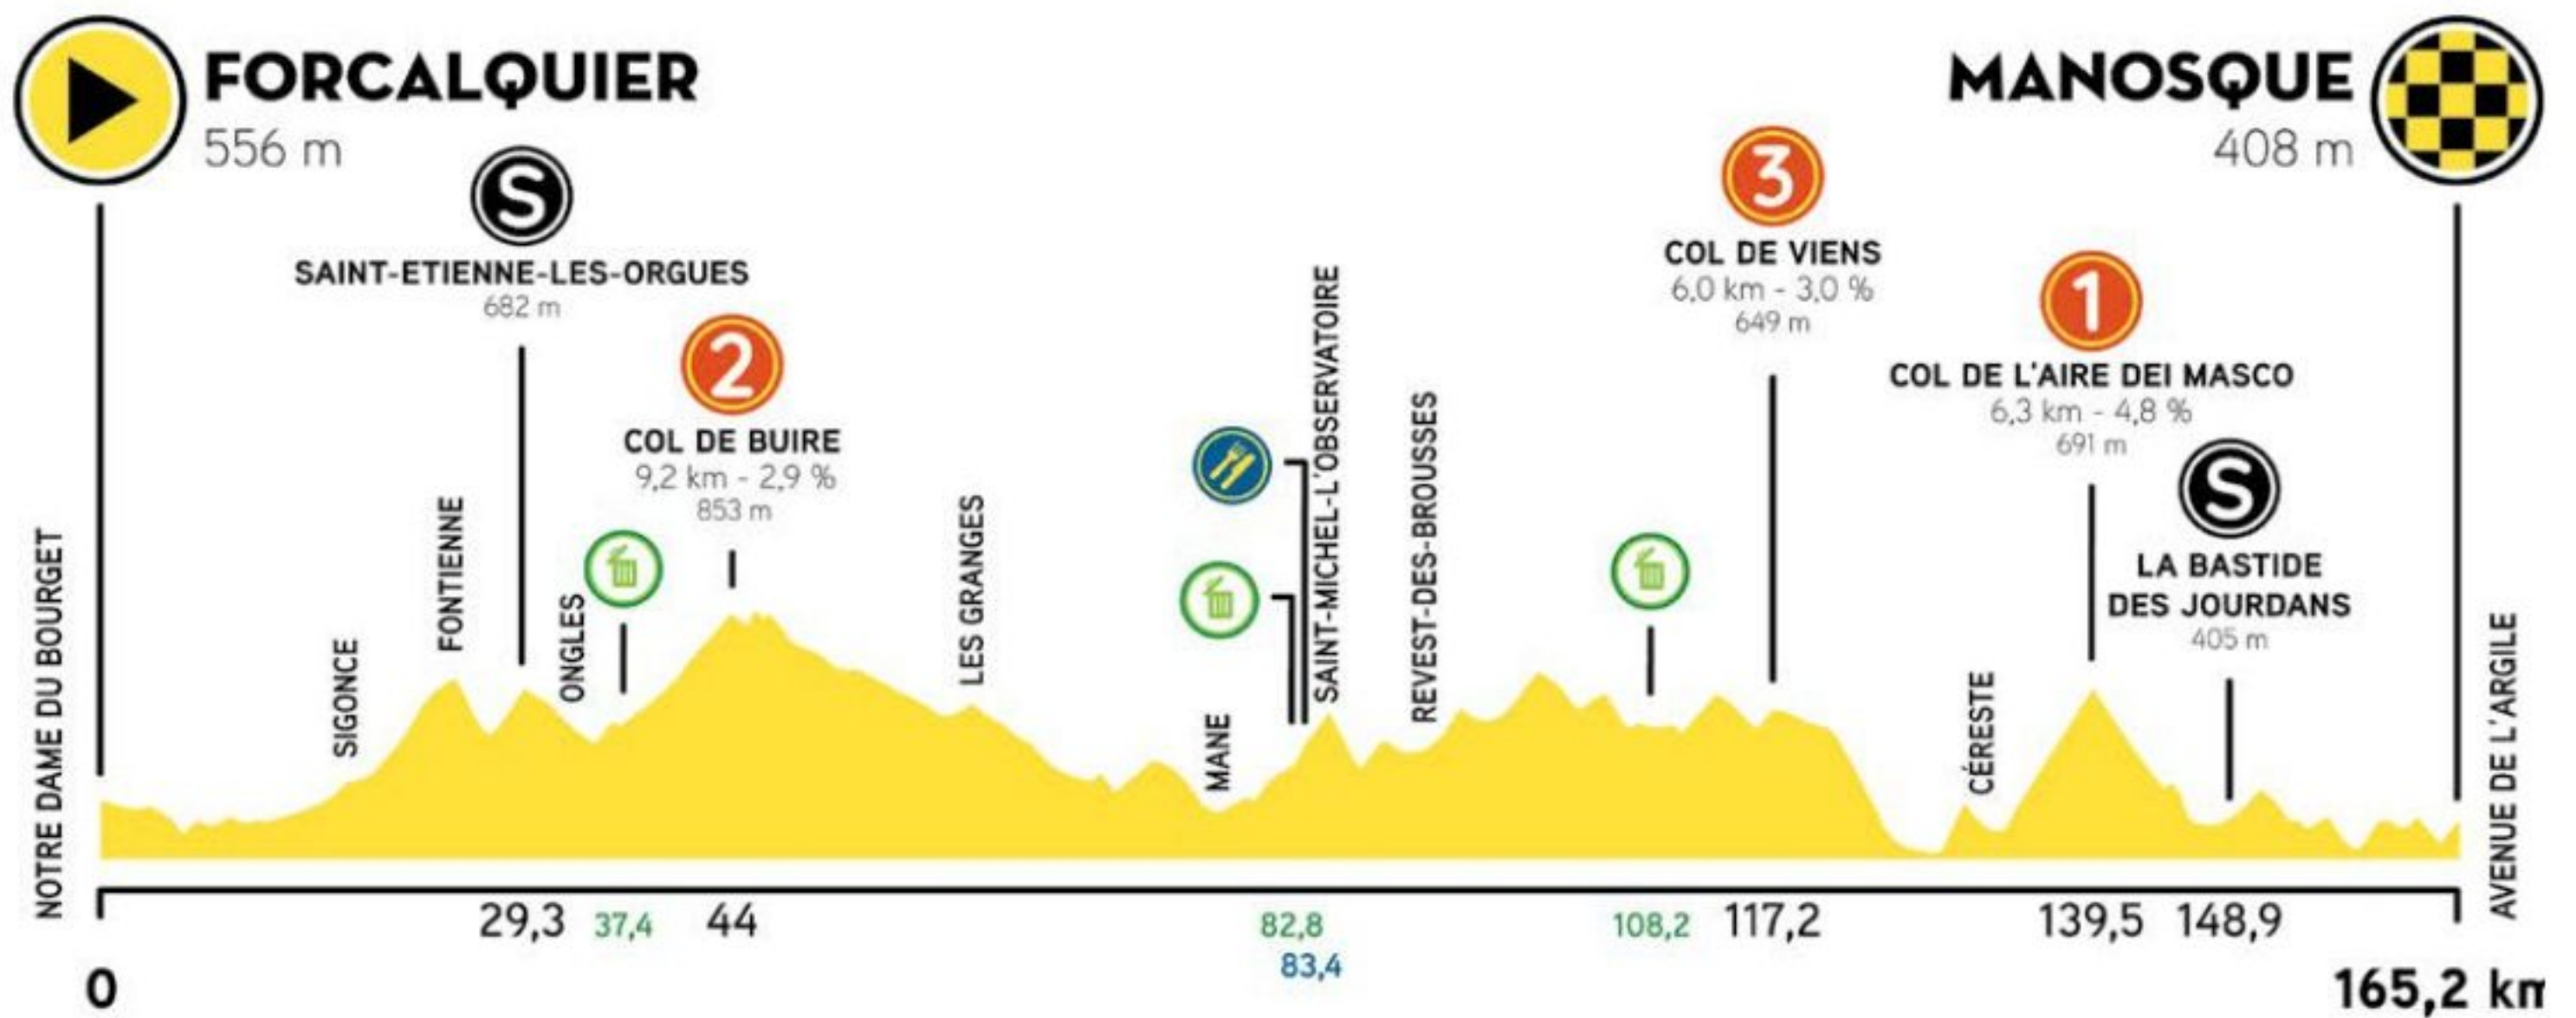 FORCALQUIER
556 m
MANOSQUE
408 m
S
SAINT-ETIENNE-LES-ORGUES
682 m
2
COL DE BUIRE
9,2 km - 2,9 %
853 m
3
COL DE VIENS
6,0 km - 3,0 %
649 m
1
COL DE L'AIRE DEI MASCO
6,3 km - 4,8 %
691 m
S
LA BASTIDE
DES JOURDANS
405 m
NOTRE DAME DU BOURGET
SIGONCE
FONTIENNE
ONGLES
LES GRANGES
MANE
SAINT-MICHEL-L'OBSERVATOIRE
REVEST-DES-BROUSSES
CÉRESTE
AVENUE DE L'ARGILE
29,3
37,4
44
82,8
83,4
108,2
117,2
139,5
148,9
0
165,2 km